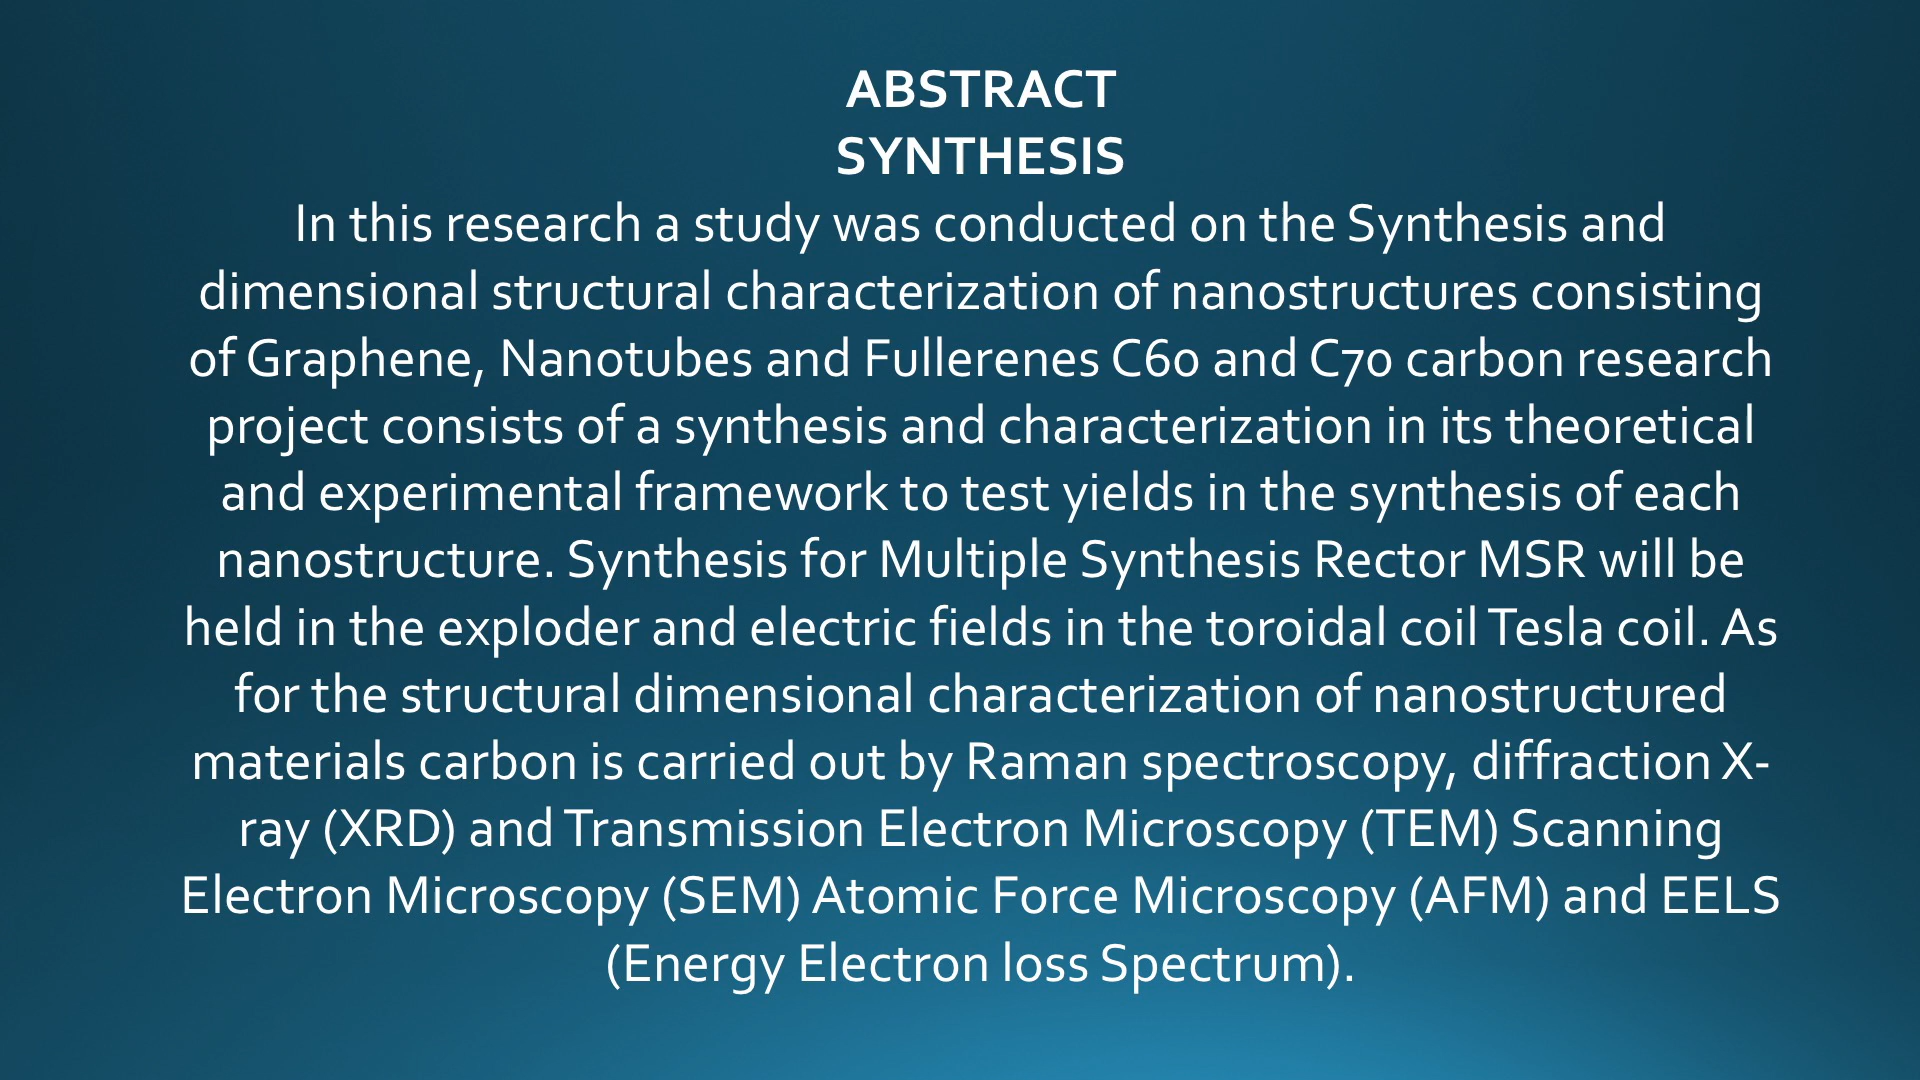 ABSTRACT
SYNTHESIS
In this research a study was conducted on the Synthesis and
dimensional structural characterization of nanostructures consisting
of Graphene, Nanotubes and Fullerenes C60 and C70 carbon research
project consists of a synthesis and characterization in its theoretical
and experimental framework to test yields in the synthesis of each
nanostructure. Synthesis for Multiple Synthesis Rector MSR will be
held in the exploder and electric fields in the toroidal coil Tesla coil. As
for the structural dimensional characterization of nanostructured
materials carbon is carried out by Raman spectroscopy, diffraction X-
ray (XRD) and Transmission Electron Microscopy (TEM) Scanning
Electron Microscopy (SEM) Atomic Force Microscopy (AFM) and EELS
(Energy Electron loss Spectrum).